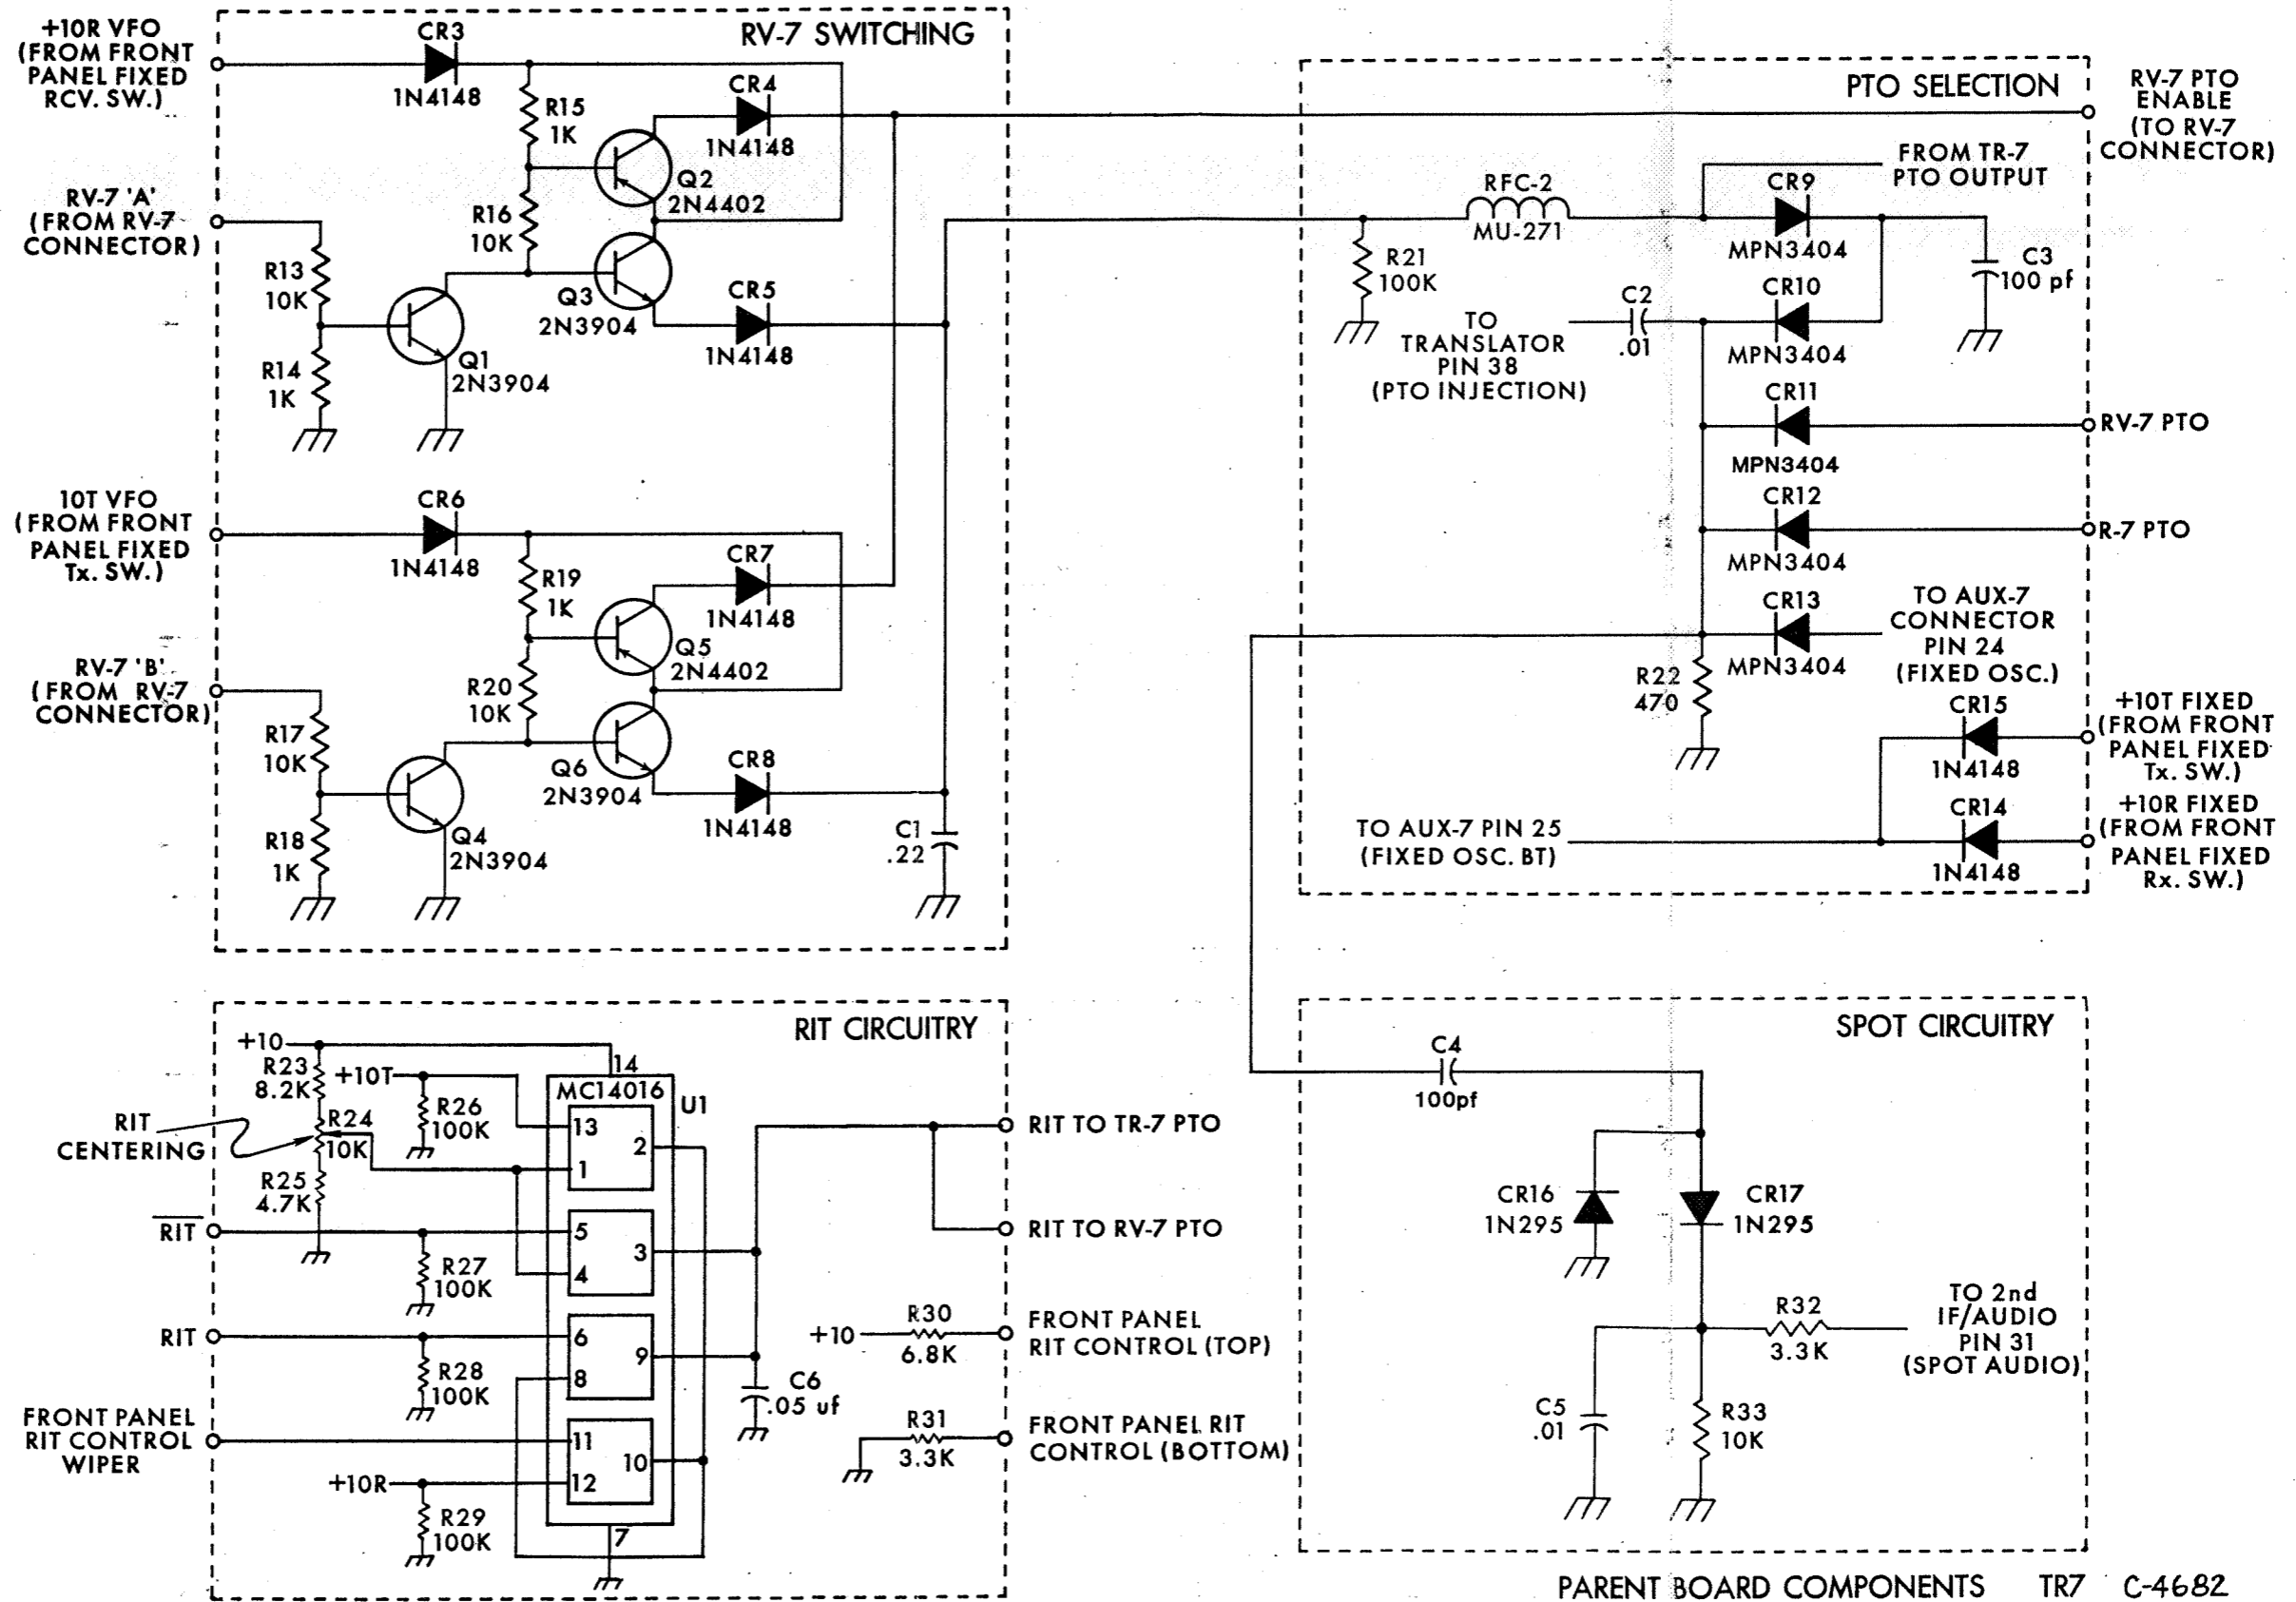 RV-7 SWITCHING
+10R VFO
(FROM FRONT
PANEL FIXED
RCV. SW.)
CR3
1N4148
R15
1K
CR4
1N4148
Q2
2N4402
RV-7 'A'
(FROM RV-7
CONNECTOR)
R16
10K
R13
10K
Q3
2N3904
CR5
1N4148
R14
1K
Q1
2N3904
10T VFO
(FROM FRONT
PANEL FIXED
Tx. SW.)
CR6
1N4148
R19
1K
CR7
1N4148
Q5
2N4402
RV-7 'B'
(FROM RV-7
CONNECTOR)
R20
10K
R17
10K
Q6
2N3904
CR8
1N4148
R18
1K
Q4
2N3904
C1
.22
PTO SELECTION
RV-7 PTO
ENABLE
(TO RV-7
CONNECTOR)
FROM TR-7
PTO OUTPUT
RFC-2
MU-271
CR9
MPN3404
R21
100K
C3
100 pf
CR10
MPN3404
C2
.01
TO
TRANSLATOR
PIN 38
(PTO INJECTION)
CR11
MPN3404
RV-7 PTO
CR12
MPN3404
R-7 PTO
CR13
MPN3404
TO AUX-7
CONNECTOR
PIN 24
(FIXED OSC.)
R22
470
CR15
1N4148
+10T FIXED
(FROM FRONT
PANEL FIXED
Tx. SW.)
CR14
1N4148
+10R FIXED
(FROM FRONT
PANEL FIXED
Rx. SW.)
TO AUX-7 PIN 25
(FIXED OSC. BT)
RIT CIRCUITRY
+10
R23
8.2K
+10T
14
MC14016
U1
R26
100K
RIT
CENTERING
R24
10K
13
2
1
R25
4.7K
RIT
5
3
4
R27
100K
RIT
6
9
8
R28
100K
FRONT PANEL
RIT CONTROL
WIPER
11
10
12
+10R
R29
100K
7
C6
.05 uf
RIT TO TR-7 PTO
RIT TO RV-7 PTO
+10
R30
6.8K
FRONT PANEL
RIT CONTROL (TOP)
R31
3.3K
FRONT PANEL RIT
CONTROL (BOTTOM)
SPOT CIRCUITRY
C4
100pf
CR16
1N295
CR17
1N295
R32
3.3K
TO 2nd
IF/AUDIO
PIN 31
(SPOT AUDIO)
C5
.01
R33
10K
PARENT BOARD COMPONENTS TR7 C-4682